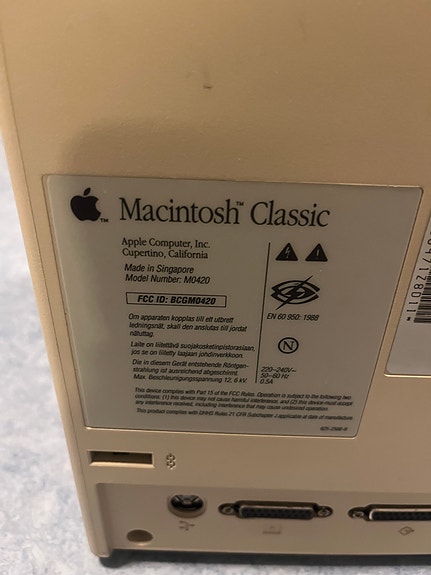 Macintosh™ Classic
Apple Computer, Inc.
Cupertino, California
Made in Singapore
Model Number: M0420
FCC ID: BCGM0420
Om apparaten kopplas till ett utbrett
ledningsnät, skall den anslutas till jordat
nätuttag.
Laite on liitettävä suojakosketinpistorasiaan,
jos se on liitetty laajaan johdinverkkoon.
Die in diesem Gerät entstehende Röntgen-
strahlung ist ausreichend abgeschirmt.
Max. Beschleunigungsspannung 12, 6 kV.
EN 60 950: 1988
N
220-240V~
50-60 Hz
0.5A
This device complies with Part 15 of the FCC Rules. Operation is subject to the following two
conditions: (1) this device may not cause harmful interference, and (2) this device must accept
any interference received, including interference that may cause undesired operation.
This product complies with DHHS Rules 21 CFR Subchapter J applicable at date of manufacture.